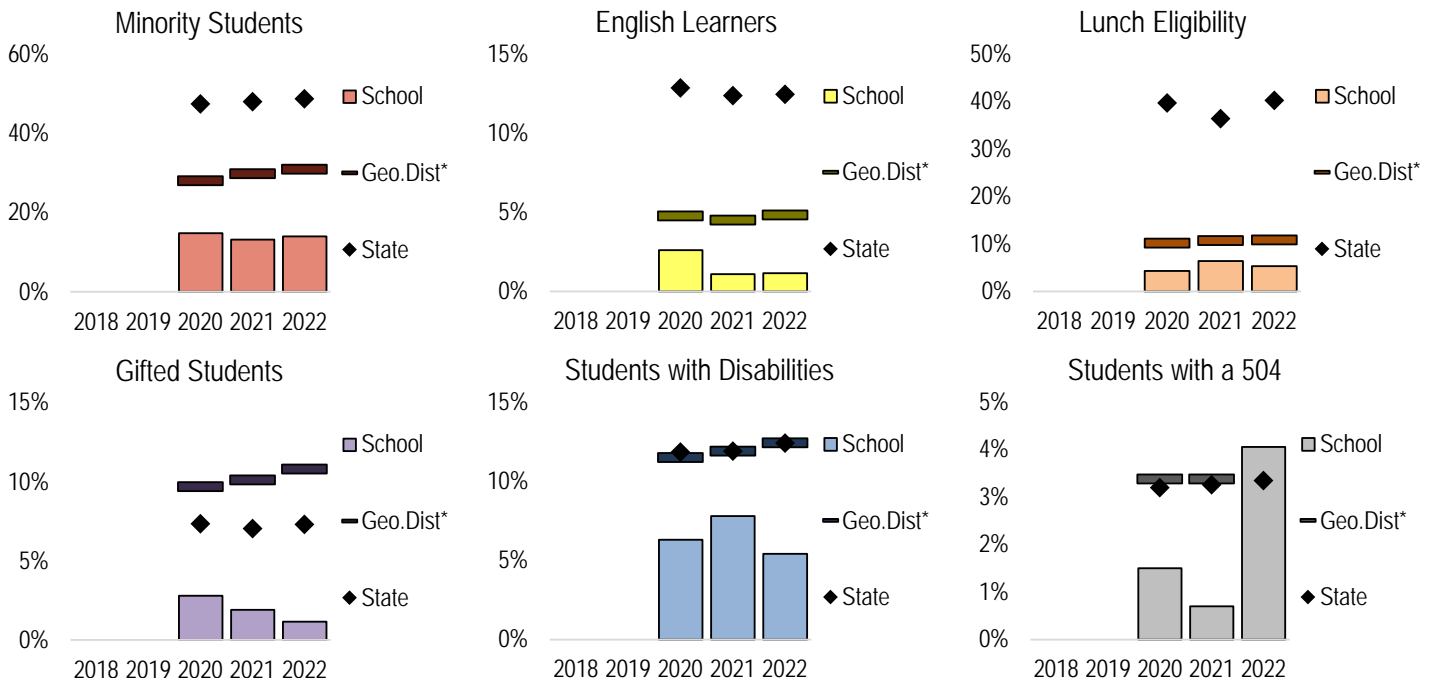 Minority Students
60%
40%
20%
0%
2018 2019 2020 2021 2022
School
Geo.Dist*
State
English Learners
15%
10%
5%
0%
2018 2019 2020 2021 2022
School
Geo.Dist*
State
Lunch Eligibility
50%
40%
30%
20%
10%
0%
2018 2019 2020 2021 2022
School
Geo.Dist*
State
Gifted Students
15%
10%
5%
0%
2018 2019 2020 2021 2022
School
Geo.Dist*
State
Students with Disabilities
15%
10%
5%
0%
2018 2019 2020 2021 2022
School
Geo.Dist*
State
Students with a 504
5%
4%
3%
2%
1%
0%
2018 2019 2020 2021 2022
School
Geo.Dist*
State